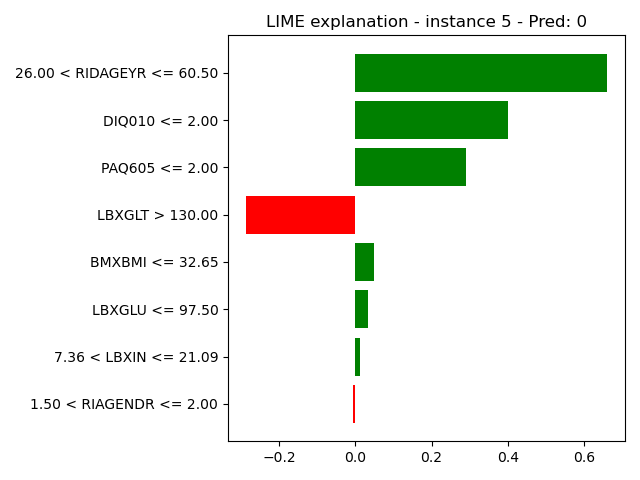 LIME explanation - instance 5 - Pred: 0
26.00 < RIDAGEYR <= 60.50
DIQ010 <= 2.00
PAQ605 <= 2.00
LBXGLT > 130.00
BMXBMI <= 32.65
LBXGLU <= 97.50
7.36 < LBXIN <= 21.09
1.50 < RIAGENDR <= 2.00
−0.2 0.0 0.2 0.4 0.6